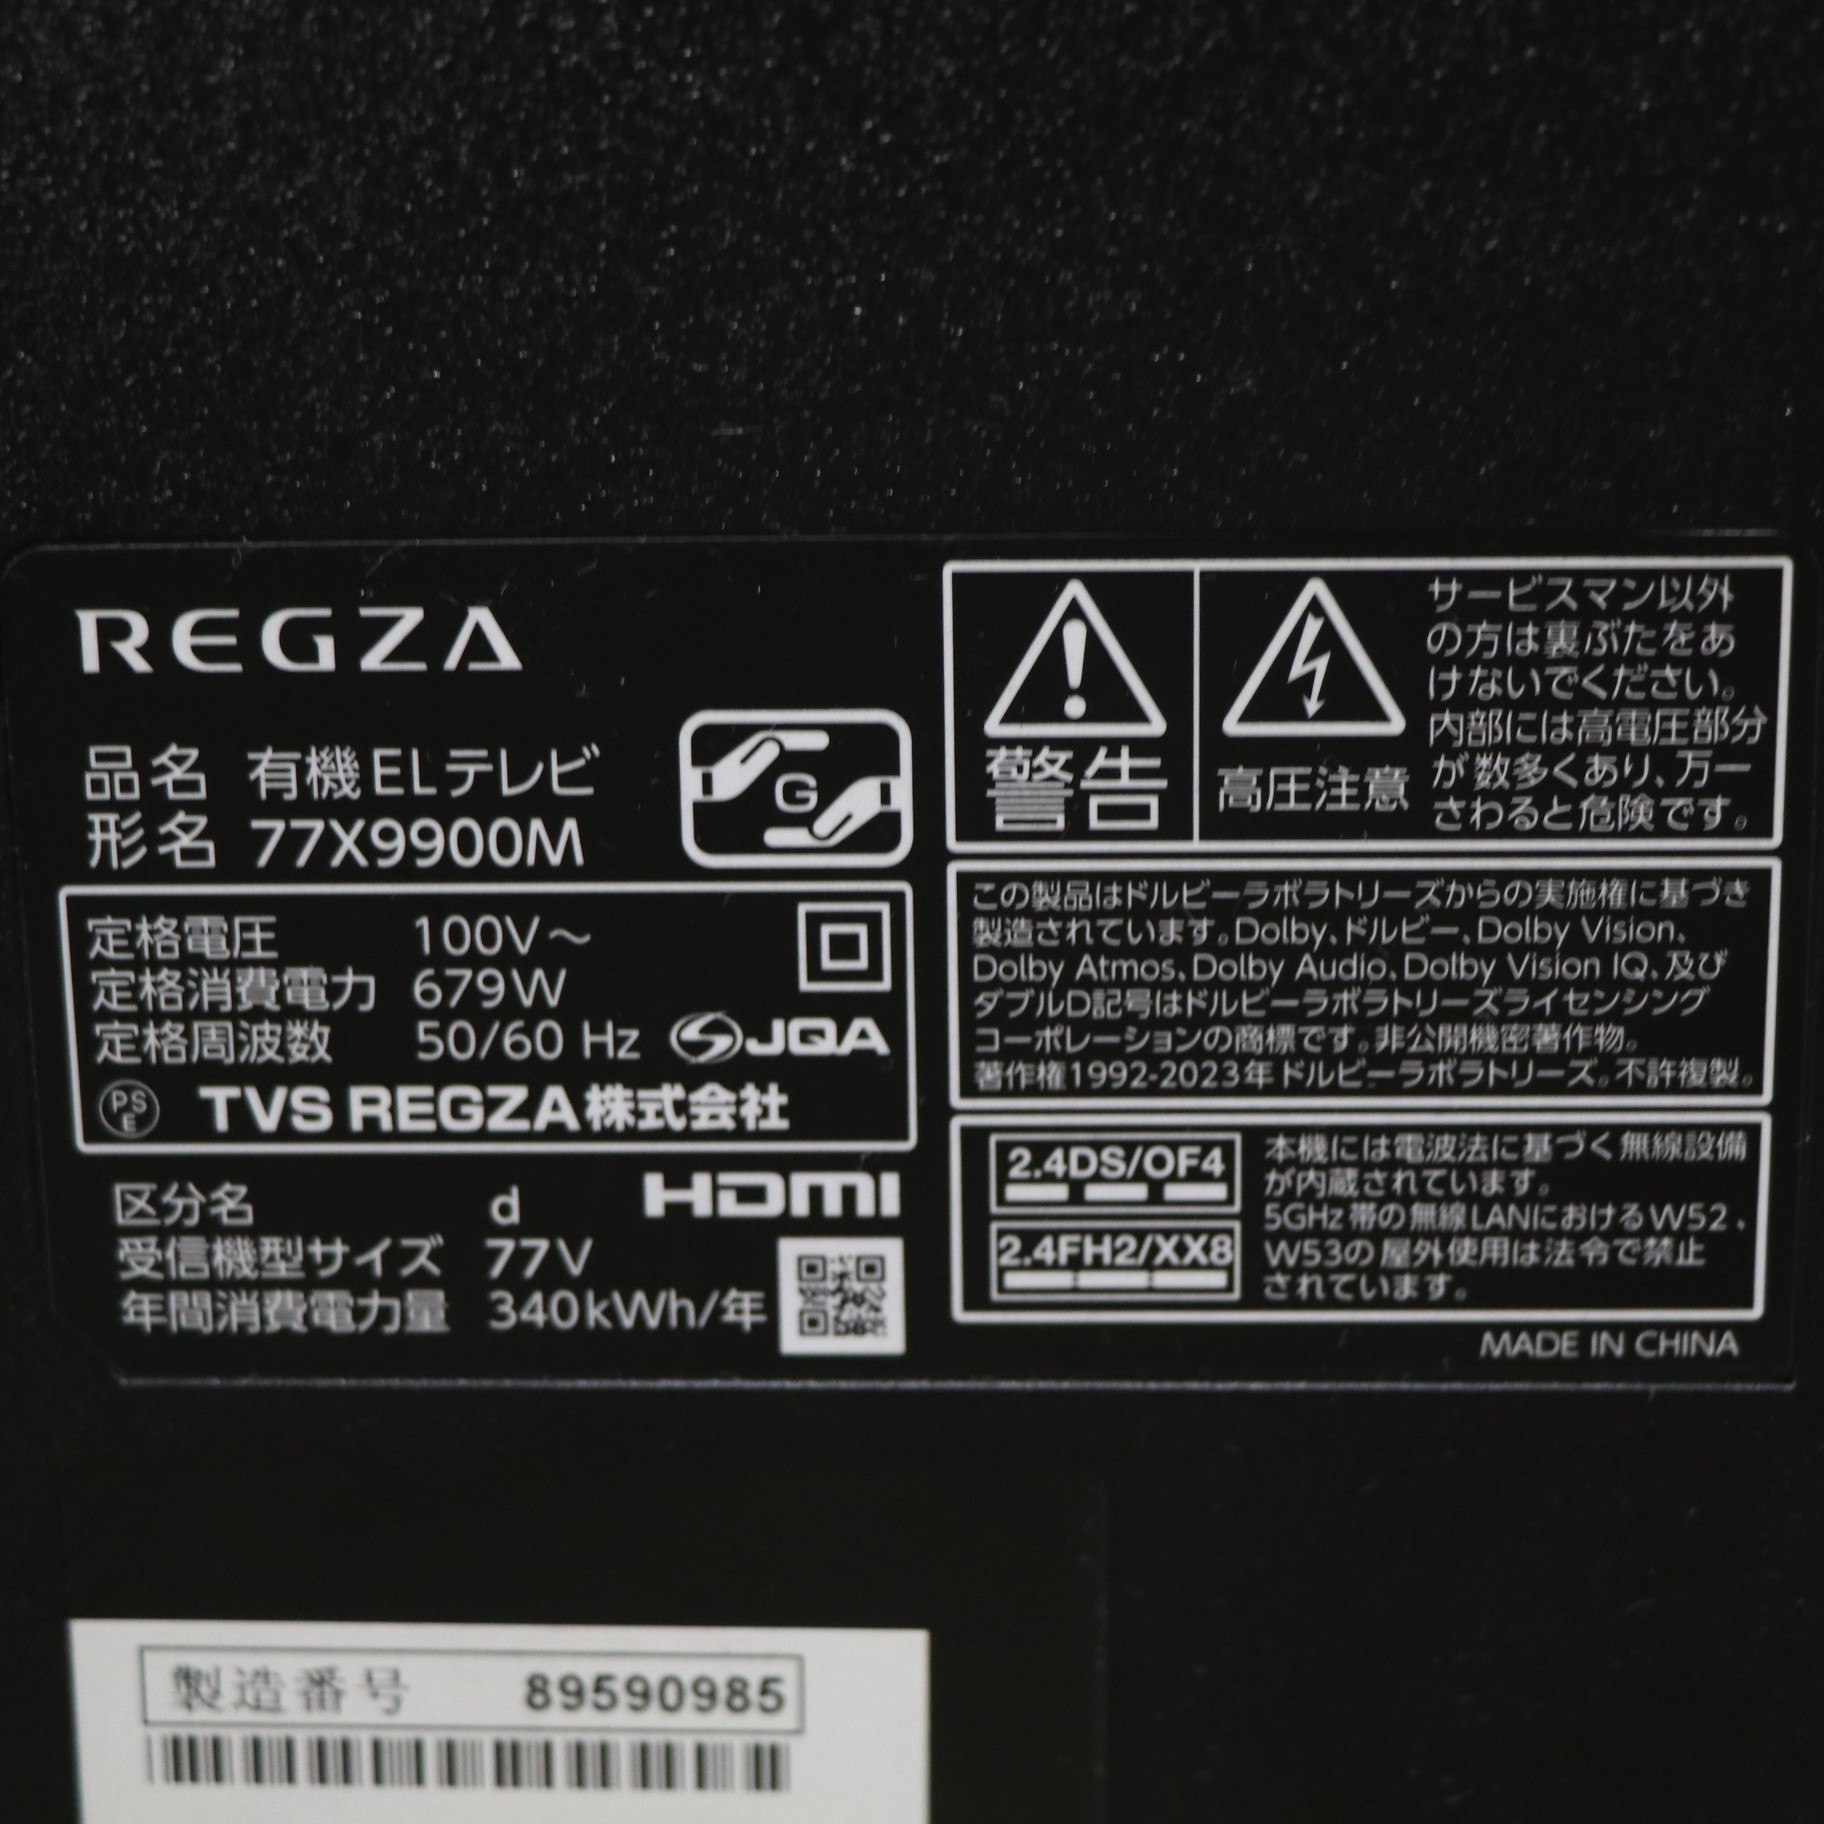 REGZA
品名 有機ELテレビ
形名 77X9900M
G
定格電圧 100V～
定格消費電力 679W
定格周波数 50/60 Hz
JQA
PS
E
TVS REGZA株式会社
区分名 d
HDMI
受信機型サイズ 77V
年間消費電力量 340kWh/年
警告
高圧注意
サービスマン以外
の方は裏ぶたをあ
けないでください。
内部には高電圧部分
が数多くあり、万一
さわると危険です。
この製品はドルビーラボラトリーズからの実施権に基づき
製造されています。Dolby、ドルビー、Dolby Vision、
Dolby Atmos、Dolby Audio、Dolby Vision IQ、及び
ダブルD記号はドルビーラボラトリーズライセンシング
コーポレーションの商標です。非公開機密著作物。
著作権1992-2023年ドルビーラボラトリーズ。不許複製。
2.4DS/OF4
2.4FH2/XX8
本機には電波法に基づく無線設備
が内蔵されています。
5GHz帯の無線LANにおけるW52、
W53の屋外使用は法令で禁止
されています。
MADE IN CHINA
製造番号 89590985